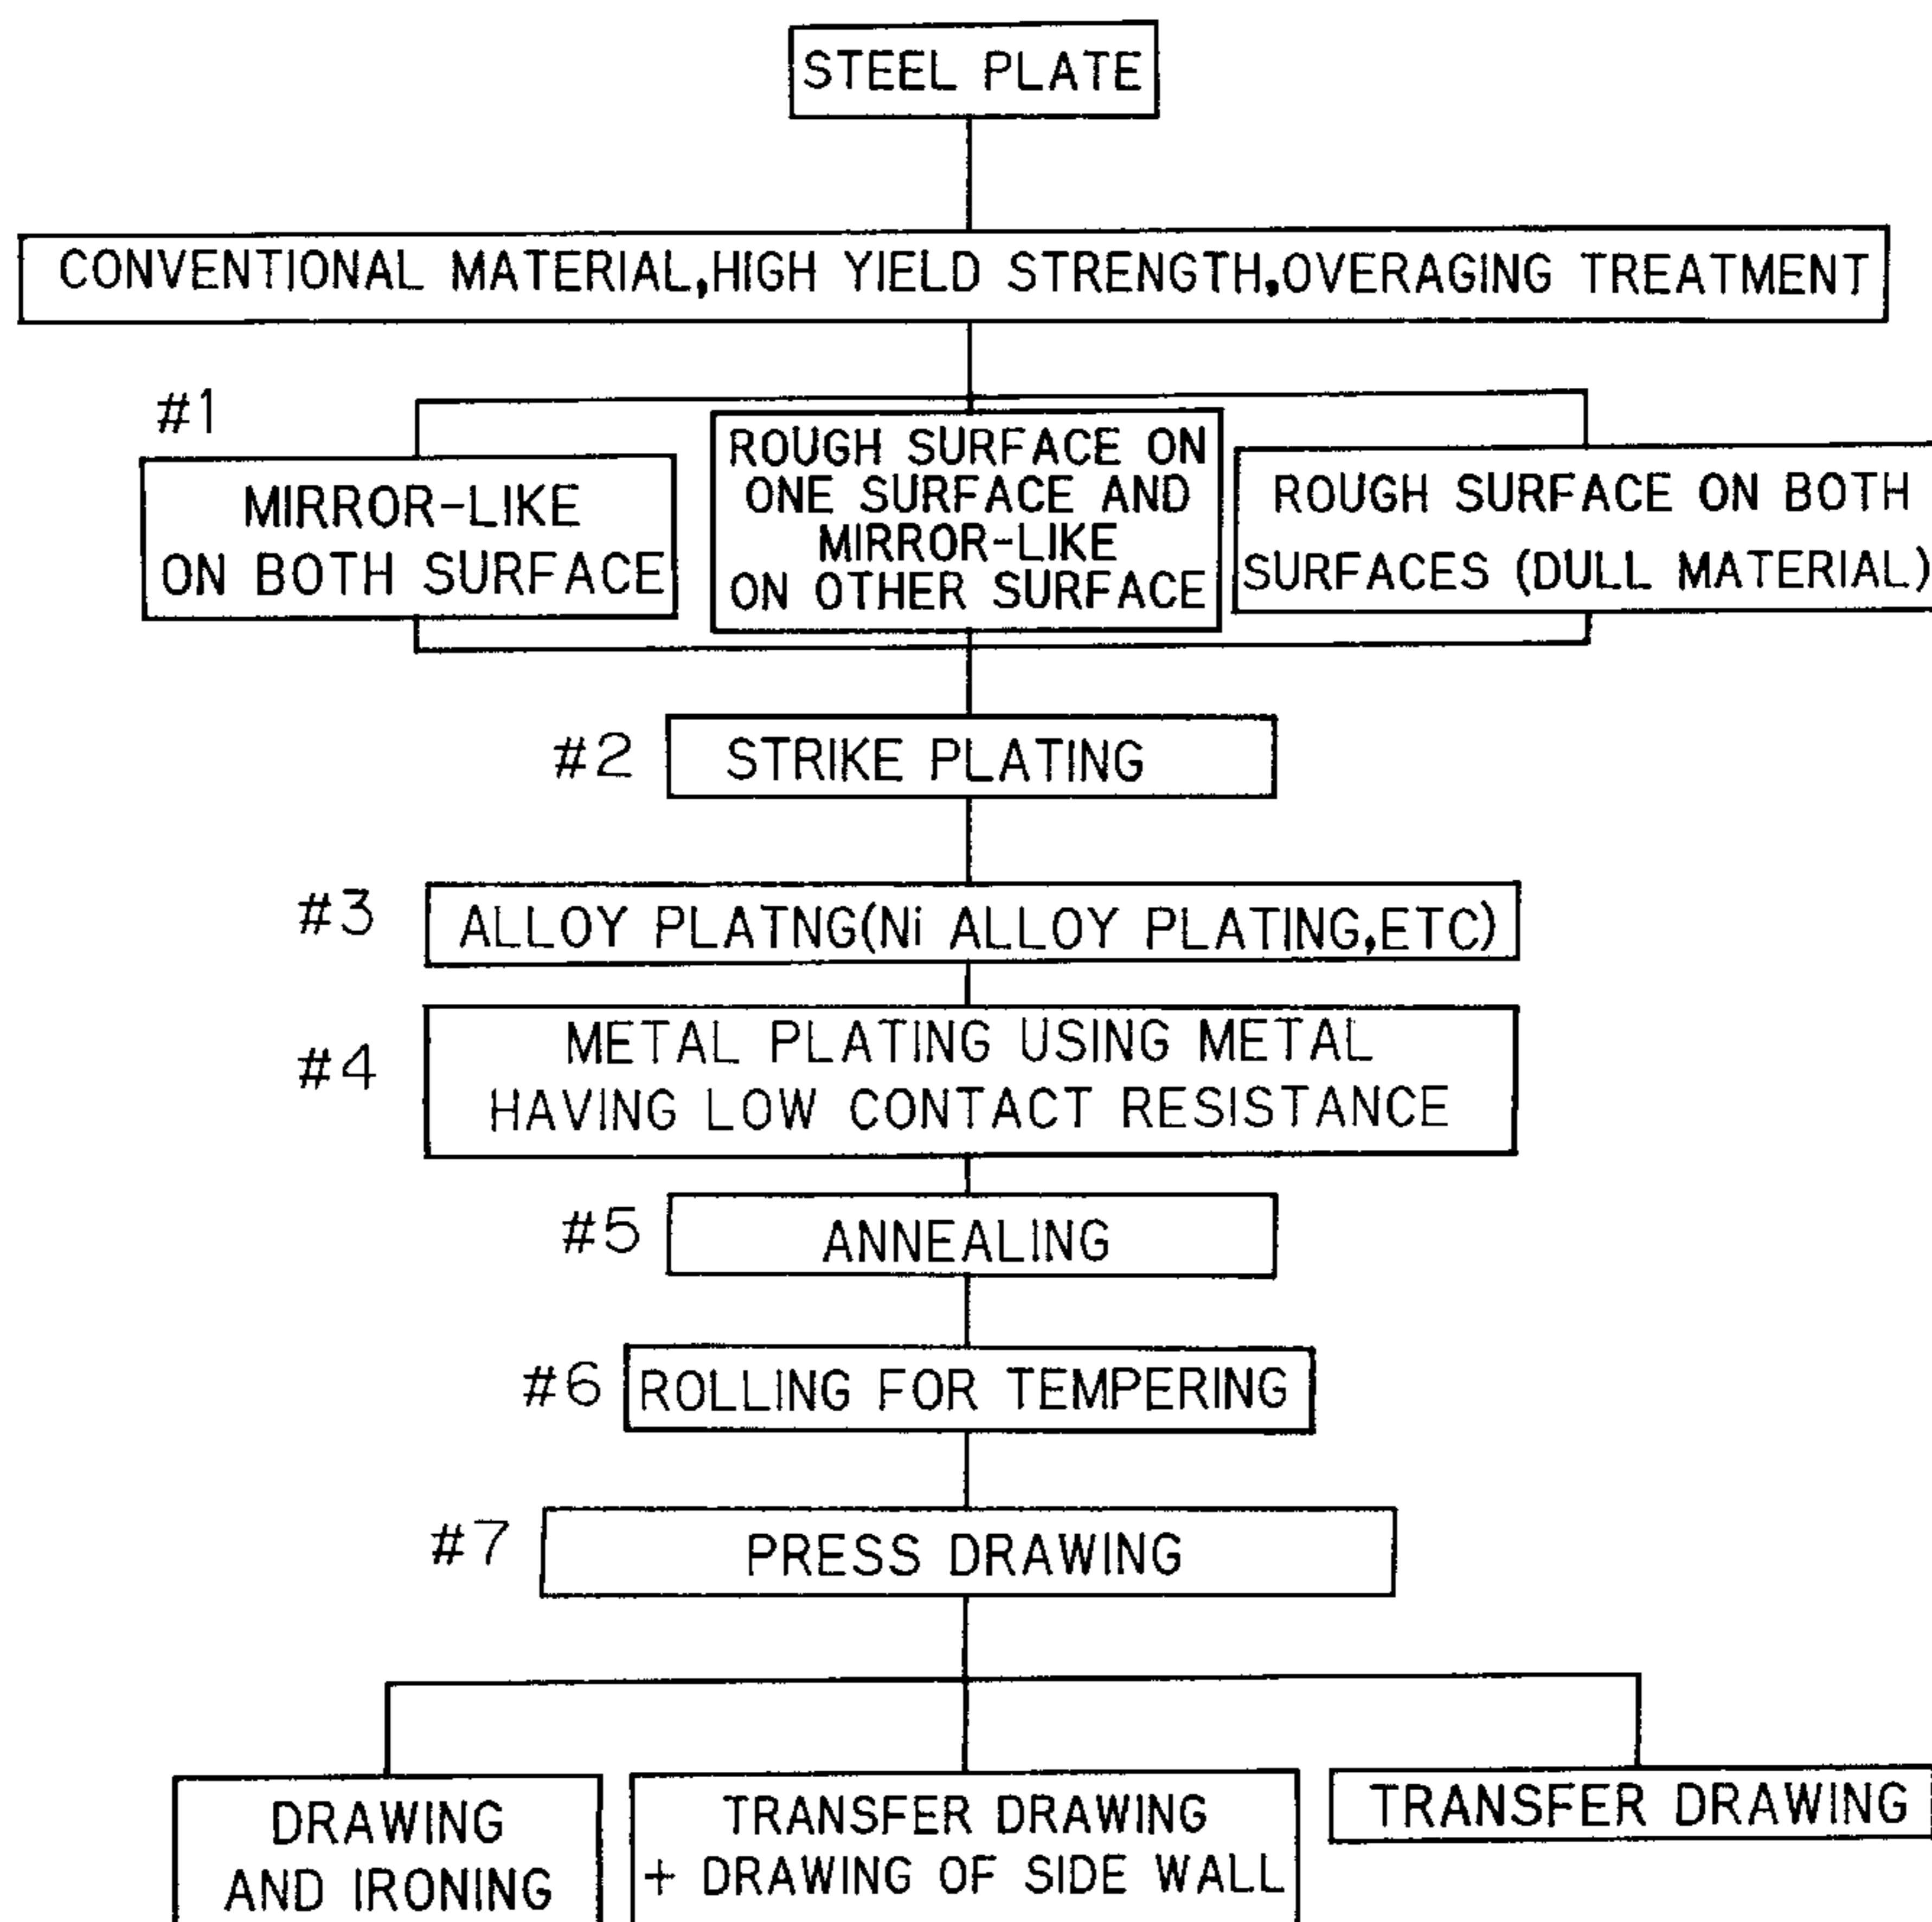 STEEL PLATE
CONVENTIONAL MATERIAL,HIGH YIELD STRENGTH,OVERAGING TREATMENT
#1
MIRROR-LIKE
ON BOTH SURFACE
ROUGH SURFACE ON
ONE SURFACE AND
MIRROR-LIKE
ON OTHER SURFACE
ROUGH SURFACE ON BOTH
SURFACES (DULL MATERIAL)
#2
STRIKE PLATING
#3
ALLOY PLATNG(Ni ALLOY PLATING,ETC)
#4
METAL PLATING USING METAL
HAVING LOW CONTACT RESISTANCE
#5
ANNEALING
#6
ROLLING FOR TEMPERING
#7
PRESS DRAWING
DRAWING
AND IRONING
TRANSFER DRAWING
+ DRAWING OF SIDE WALL
TRANSFER DRAWING